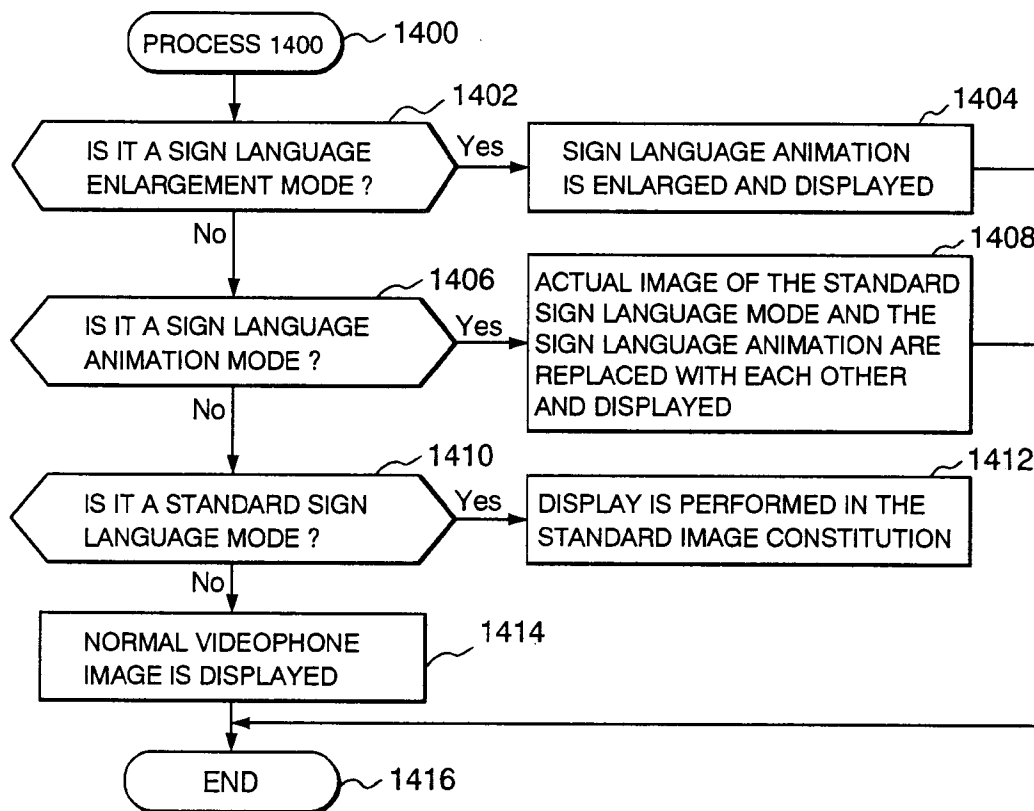 PROCESS 1400
1400
1402
IS IT A SIGN LANGUAGE
ENLARGEMENT MODE ?
Yes
No
1404
SIGN LANGUAGE ANIMATION
IS ENLARGED AND DISPLAYED
1406
IS IT A SIGN LANGUAGE
ANIMATION MODE ?
Yes
No
1408
ACTUAL IMAGE OF THE STANDARD
SIGN LANGUAGE MODE AND THE
SIGN LANGUAGE ANIMATION ARE
REPLACED WITH EACH OTHER
AND DISPLAYED
1410
IS IT A STANDARD SIGN
LANGUAGE MODE ?
Yes
No
1412
DISPLAY IS PERFORMED IN THE
STANDARD IMAGE CONSTITUTION
1414
NORMAL VIDEOPHONE
IMAGE IS DISPLAYED
END
1416